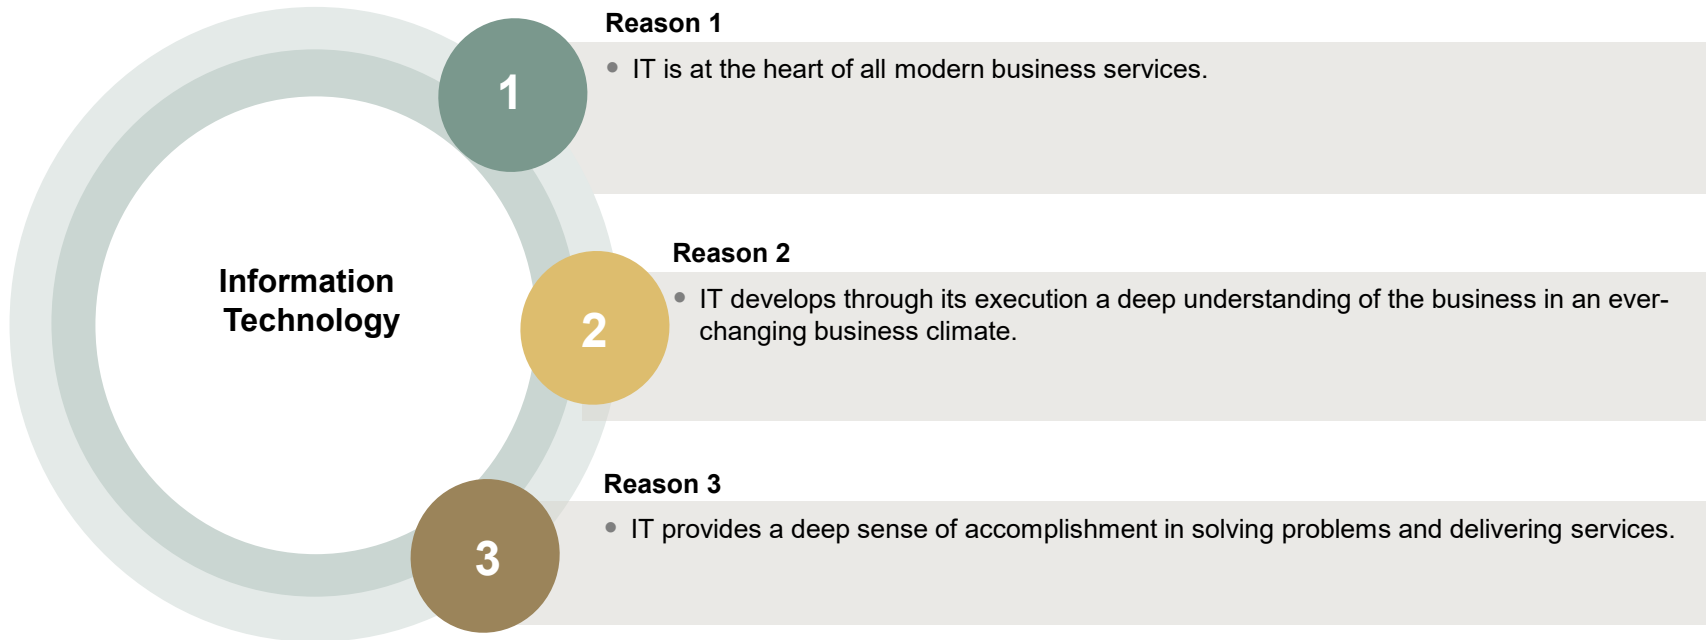 Reason 1
1
• IT is at the heart of all modern business services.
Information
Technology
Reason 2
2
• IT develops through its execution a deep understanding of the business in an ever-
changing business climate.
Reason 3
3
• IT provides a deep sense of accomplishment in solving problems and delivering services.